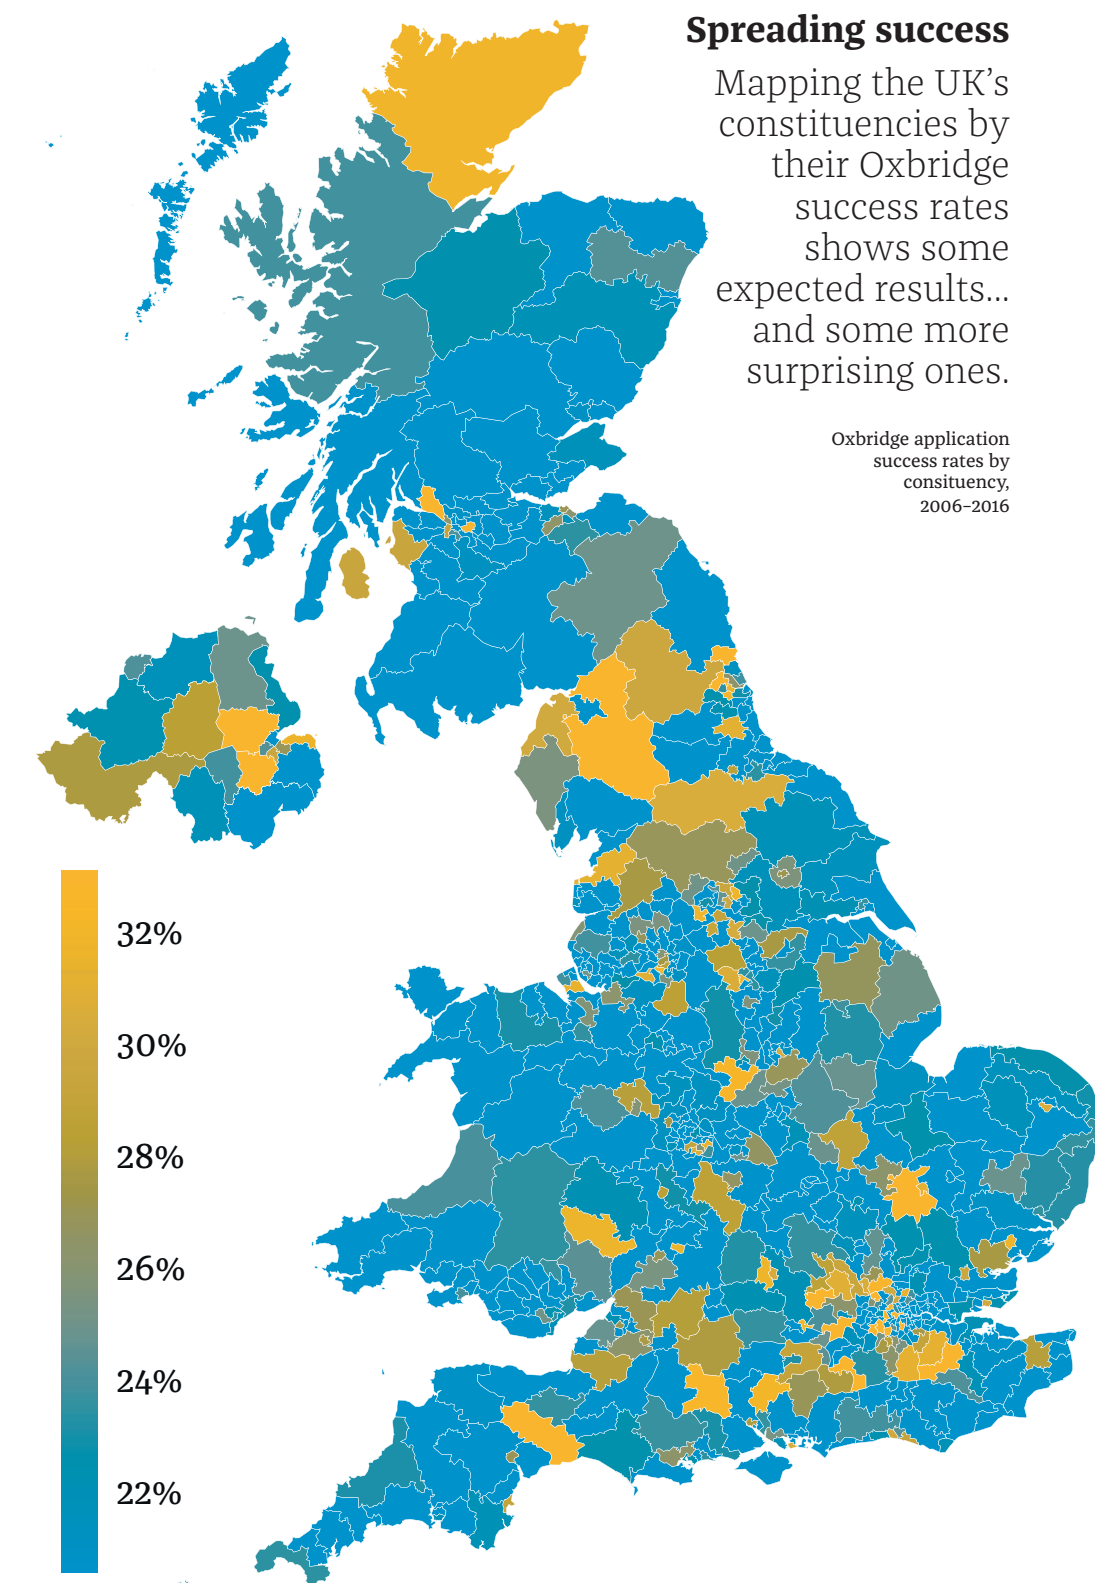 Spreading success
Mapping the UK's
constituencies by
their Oxbridge
success rates
shows some
expected results...
and some more
surprising ones.
Oxbridge application
success rates by
consituency,
2006–2016
32%
30%
28%
26%
24%
22%